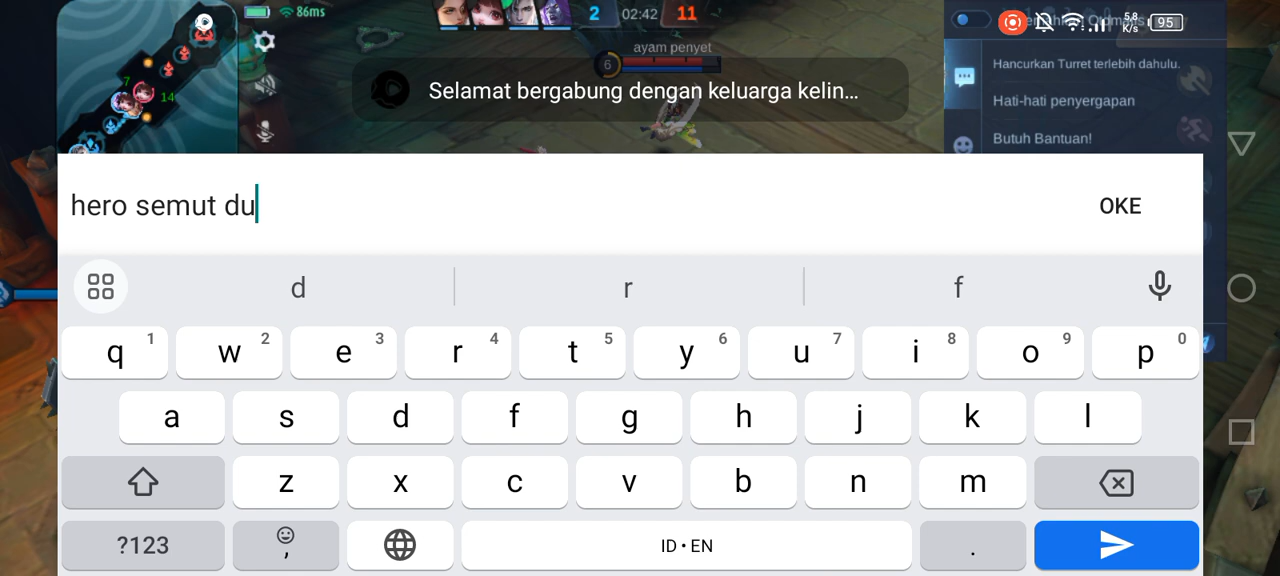 86ms
2 02:42 11
5,8 K/s 95
ayam penyet
6
7
14
Selamat bergabung dengan keluarga kelin...
Hancurkan Turret terlebih dahulu.
Hati-hati penyergapan
Butuh Bantuan!
hero semut du
OKE
d r f
q 1 w 2 e 3 r 4 t 5 y 6 u 7 i 8 o 9 p 0
a s d f g h j k l
z x c v b n m
?123 , ID • EN .